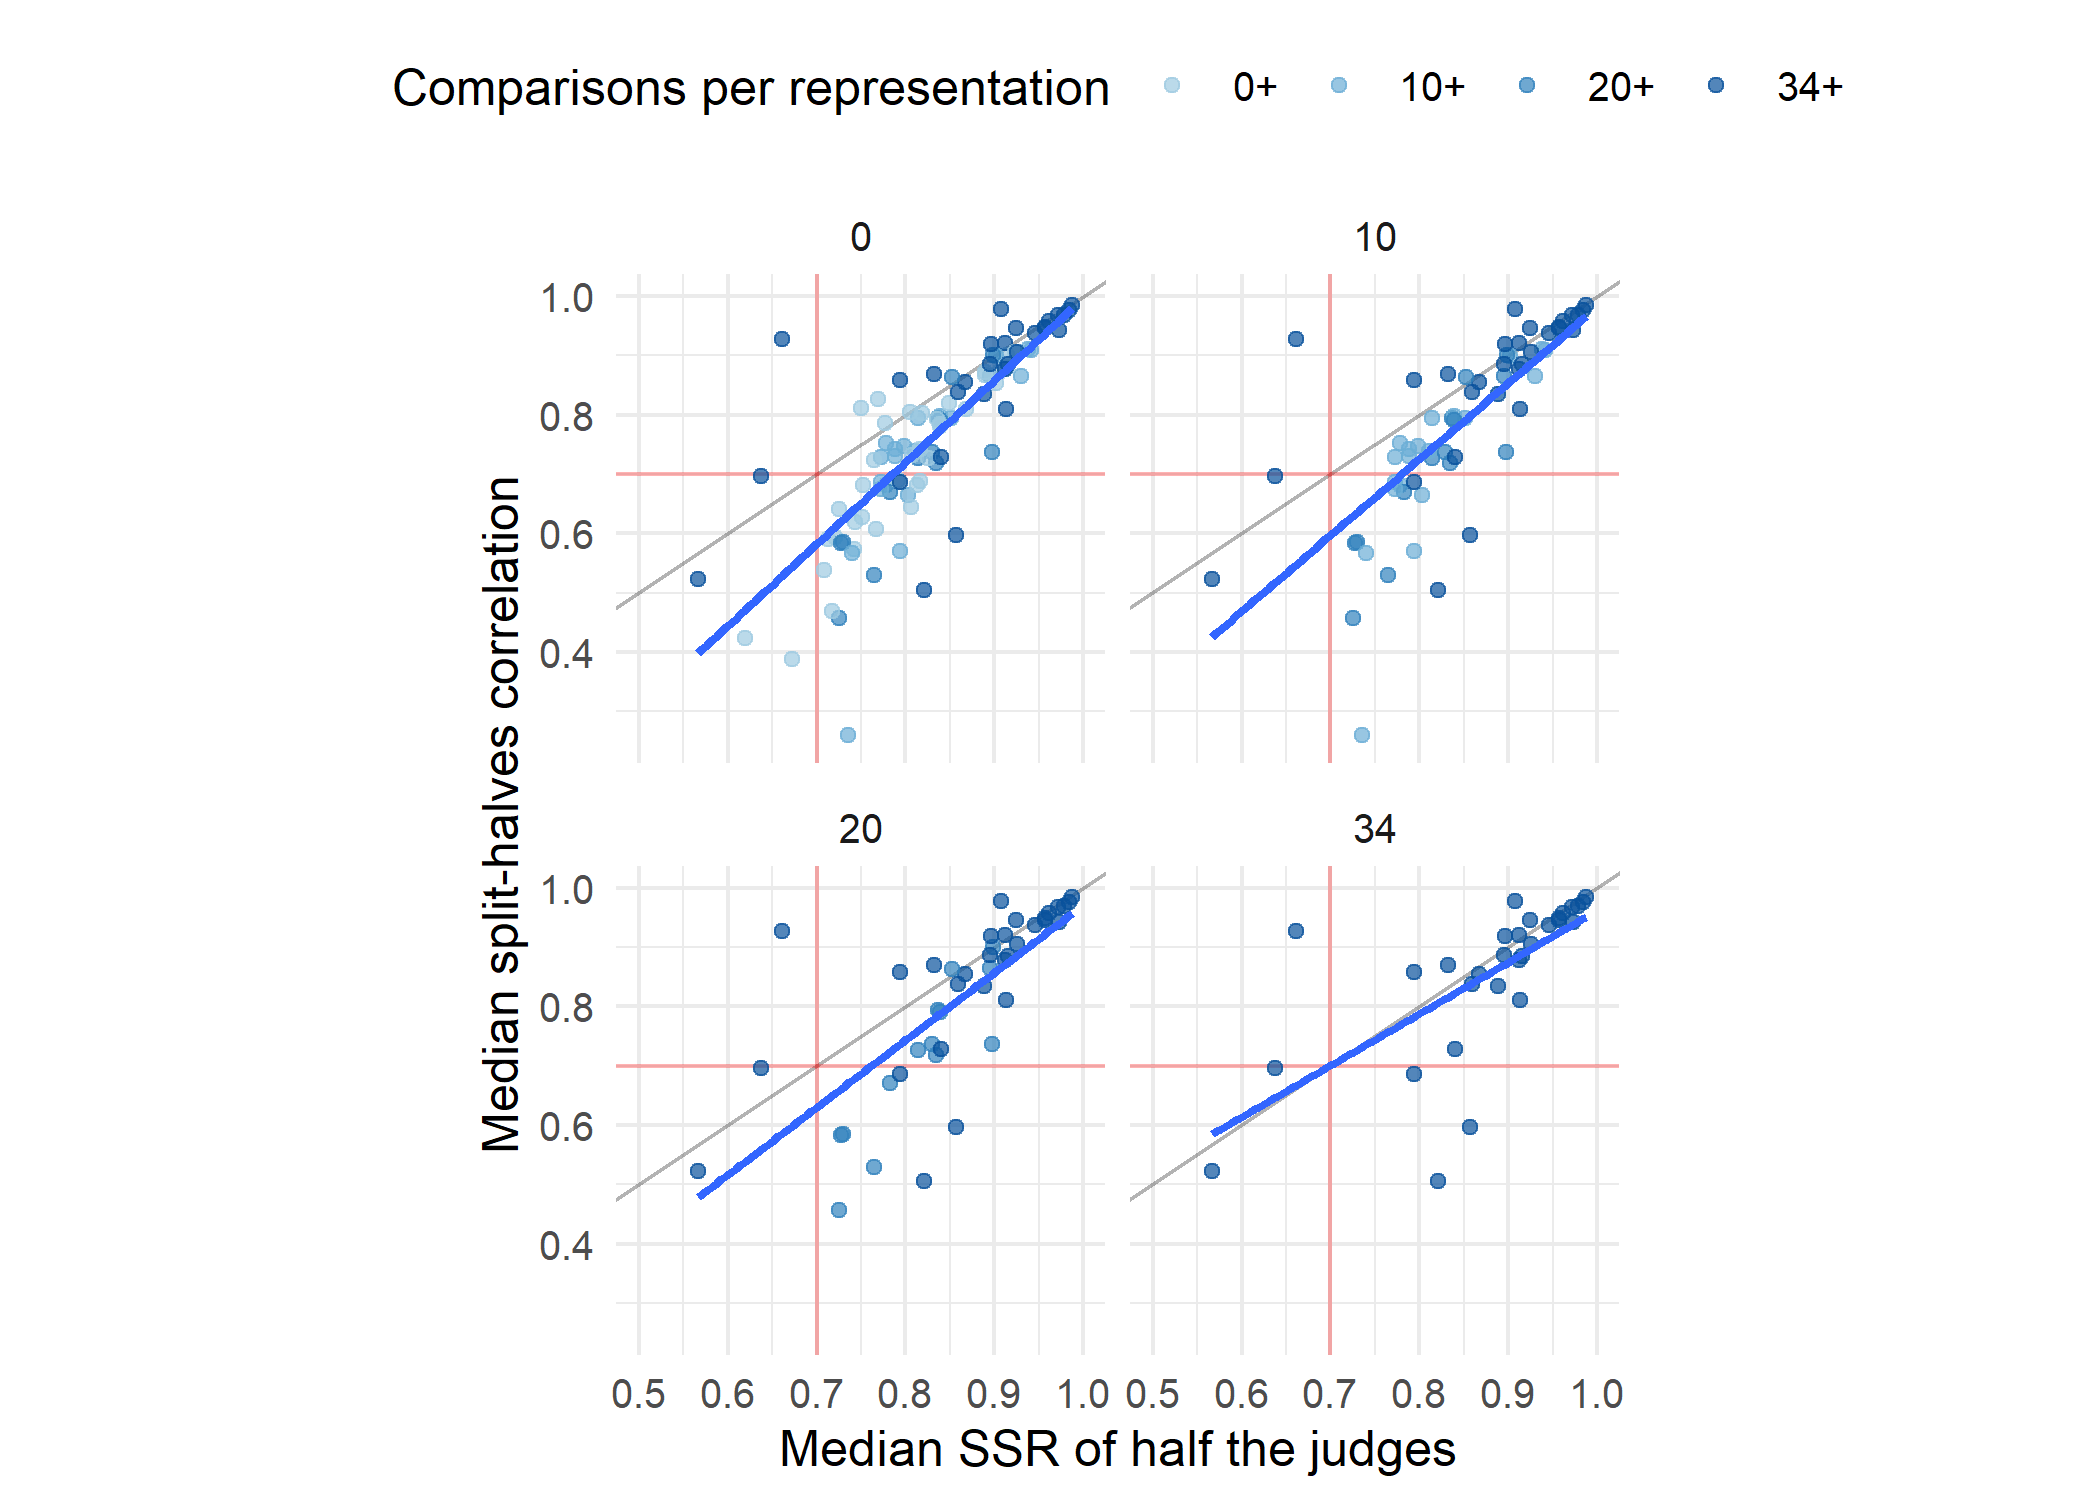 Comparisons per representation 0+ 10+ 20+ 34+
0 10
1.0
0.8
0.6
0.4
20 34
1.0
0.8
0.6
0.4
0.5 0.6 0.7 0.8 0.9 1.0 0.5 0.6 0.7 0.8 0.9 1.0
Median SSR of half the judges
Median split-halves correlation